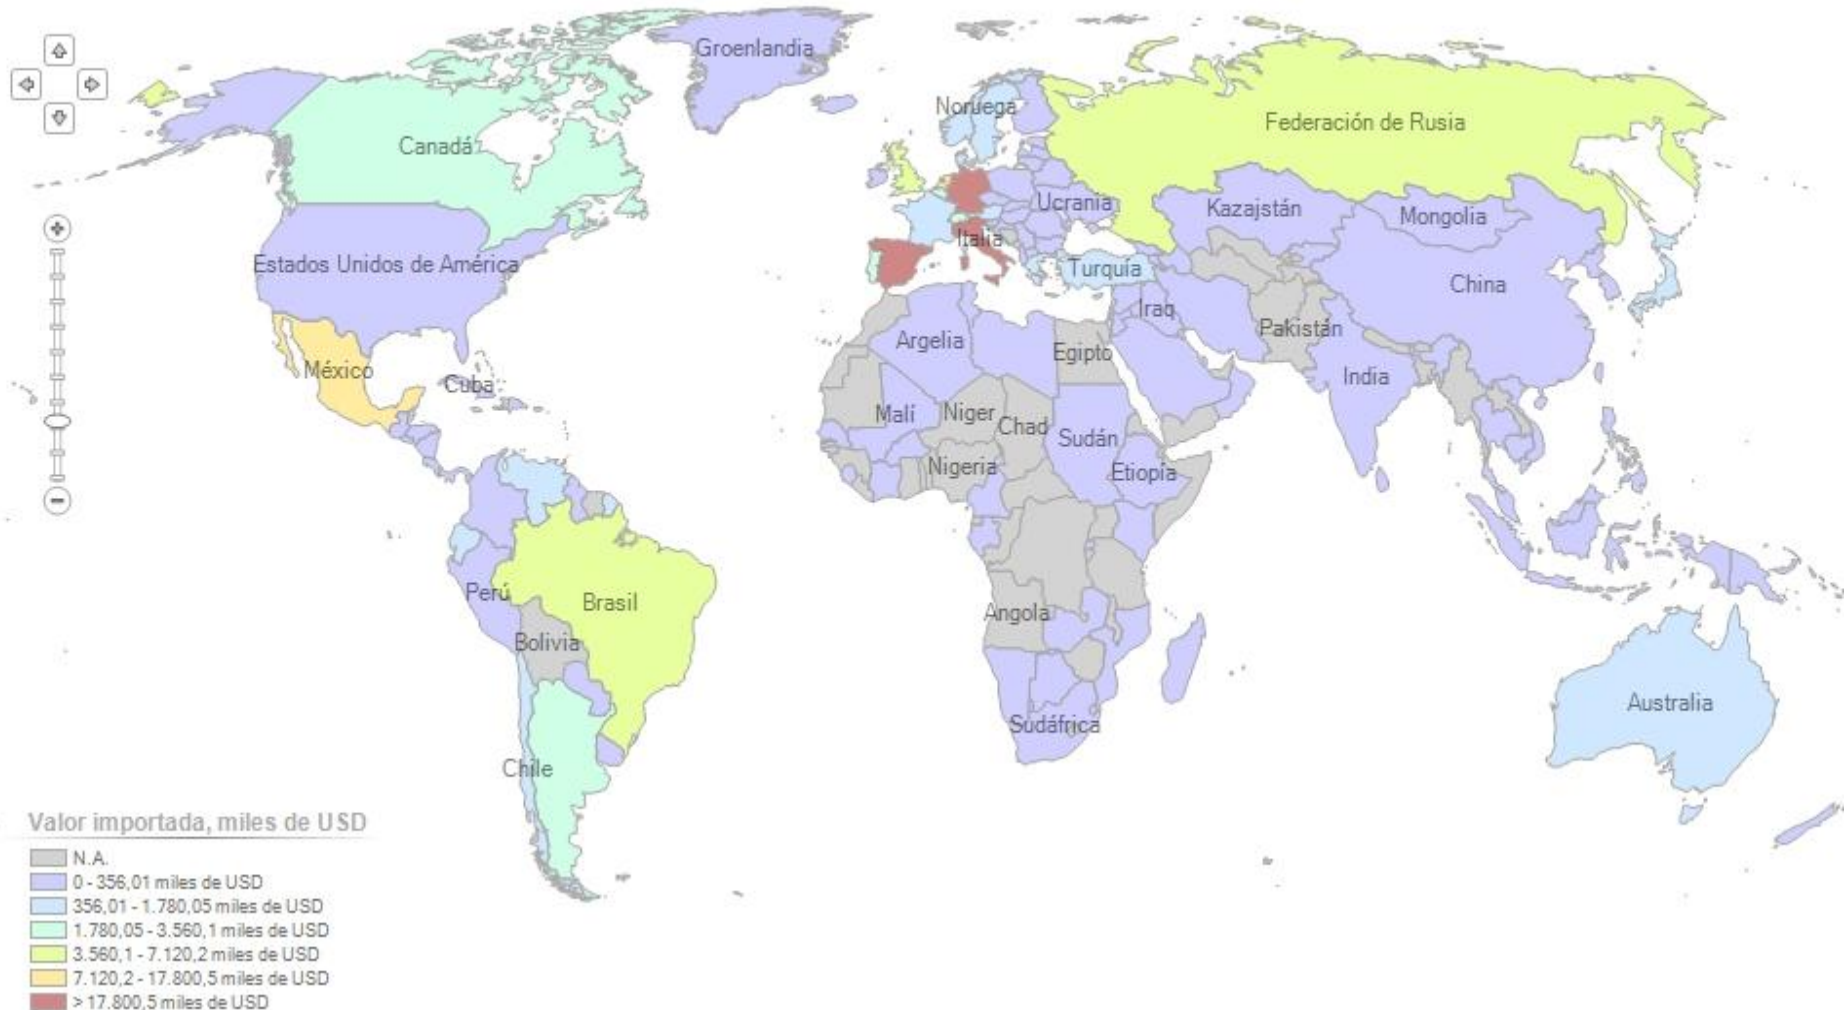 Groenlandia
Noruega
Federación de Rusia
Canadá
Ucrania
Kazajstán
Mongolia
Italia
Estados Unidos de América
Turquía
China
Iraq
Pakistán
Argelia
Egipto
México
Cuba
India
Malí
Níger
Chad
Sudán
Nigeria
Etiopía
Perú
Brasil
Angola
Bolivia
Australia
Sudáfrica
Chile
Valor importada, miles de USD
N.A.
0 - 356,01 miles de USD
356,01 - 1.780,05 miles de USD
1.780,05 - 3.560,1 miles de USD
3.560,1 - 7.120,2 miles de USD
7.120,2 - 17.800,5 miles de USD
> 17.800,5 miles de USD